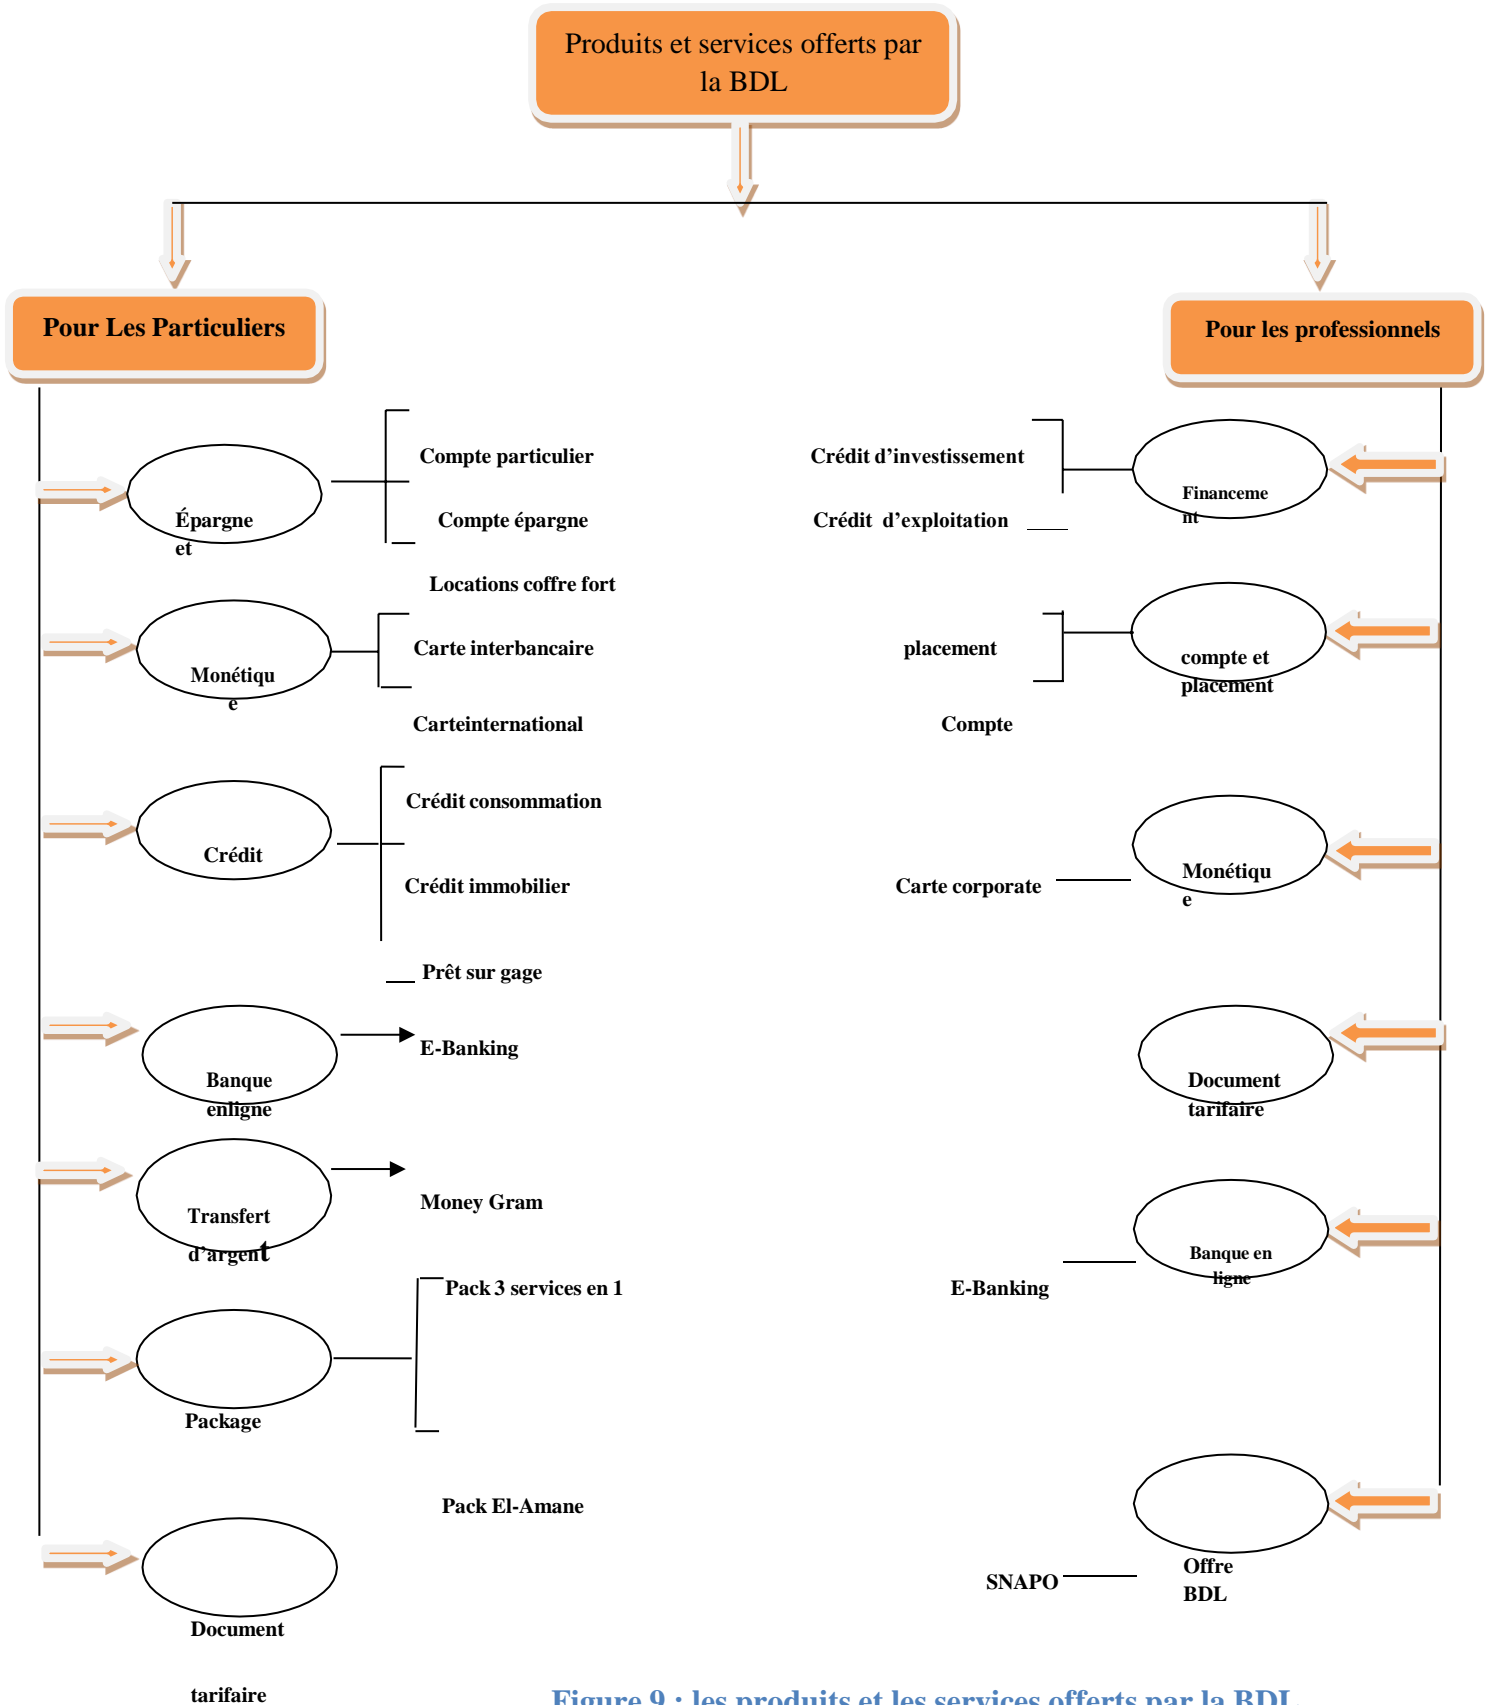 Produits et services offerts par
la BDL
Pour Les Particuliers
Pour les professionnels
Épargne
et
Compte particulier
Compte épargne
Locations coffre fort
Monétiqu
e
Carte interbancaire
Carteinternational
Crédit
Crédit consommation
Crédit immobilier
Prêt sur gage
Banque
enligne
E-Banking
Transfert
d’argent
Money Gram
Package
Pack 3 services en 1
Pack El-Amane
Document
tarifaire
Crédit d’investissement
Crédit d’exploitation
Financeme
nt
placement
Compte
compte et
placement
Carte corporate
Monétiqu
e
Document
tarifaire
E-Banking
Banque en
ligne
SNAPO
Offre
BDL
Figure 9 : les produits et les services offerts par la BDL